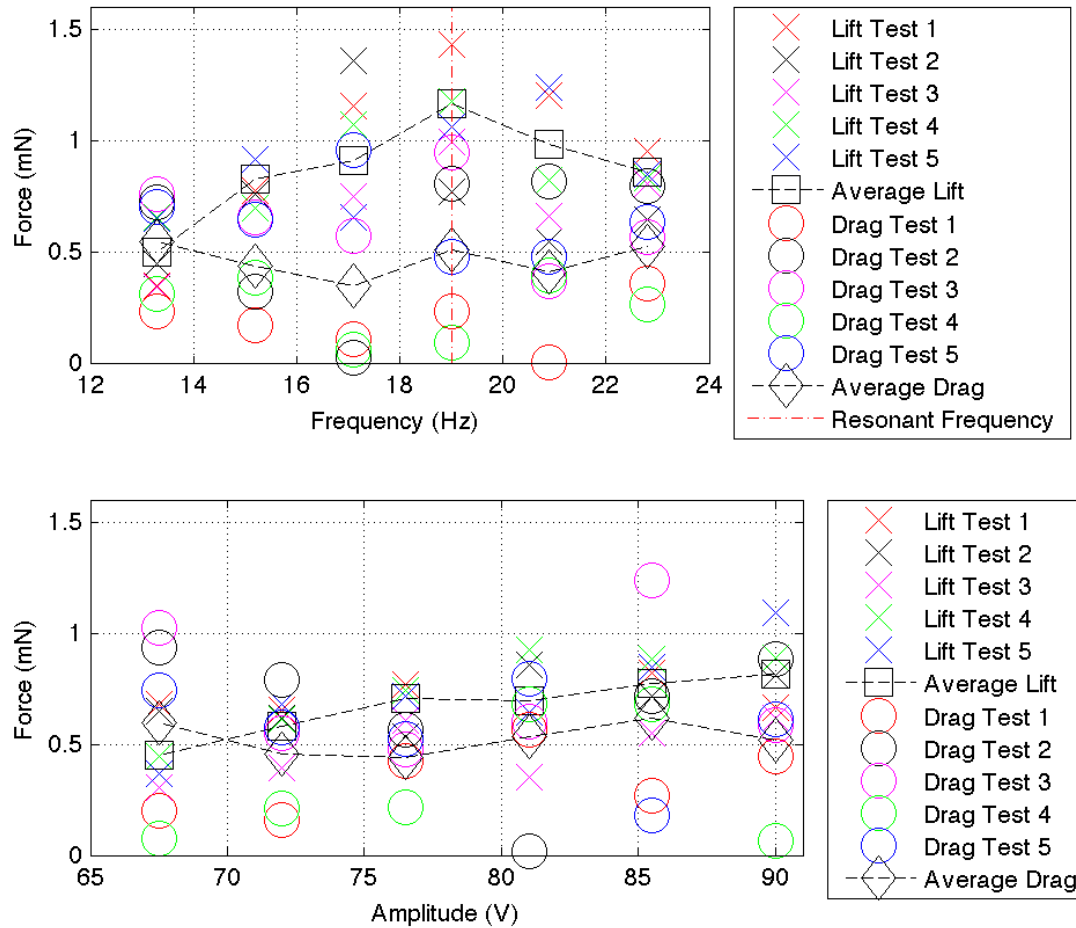 1.5
1
0.5
0
Force (mN)
12 14 16 18 20 22 24
Frequency (Hz)
Lift Test 1
Lift Test 2
Lift Test 3
Lift Test 4
Lift Test 5
Average Lift
Drag Test 1
Drag Test 2
Drag Test 3
Drag Test 4
Drag Test 5
Average Drag
Resonant Frequency
1.5
1
0.5
0
Force (mN)
65 70 75 80 85 90
Amplitude (V)
Lift Test 1
Lift Test 2
Lift Test 3
Lift Test 4
Lift Test 5
Average Lift
Drag Test 1
Drag Test 2
Drag Test 3
Drag Test 4
Drag Test 5
Average Drag